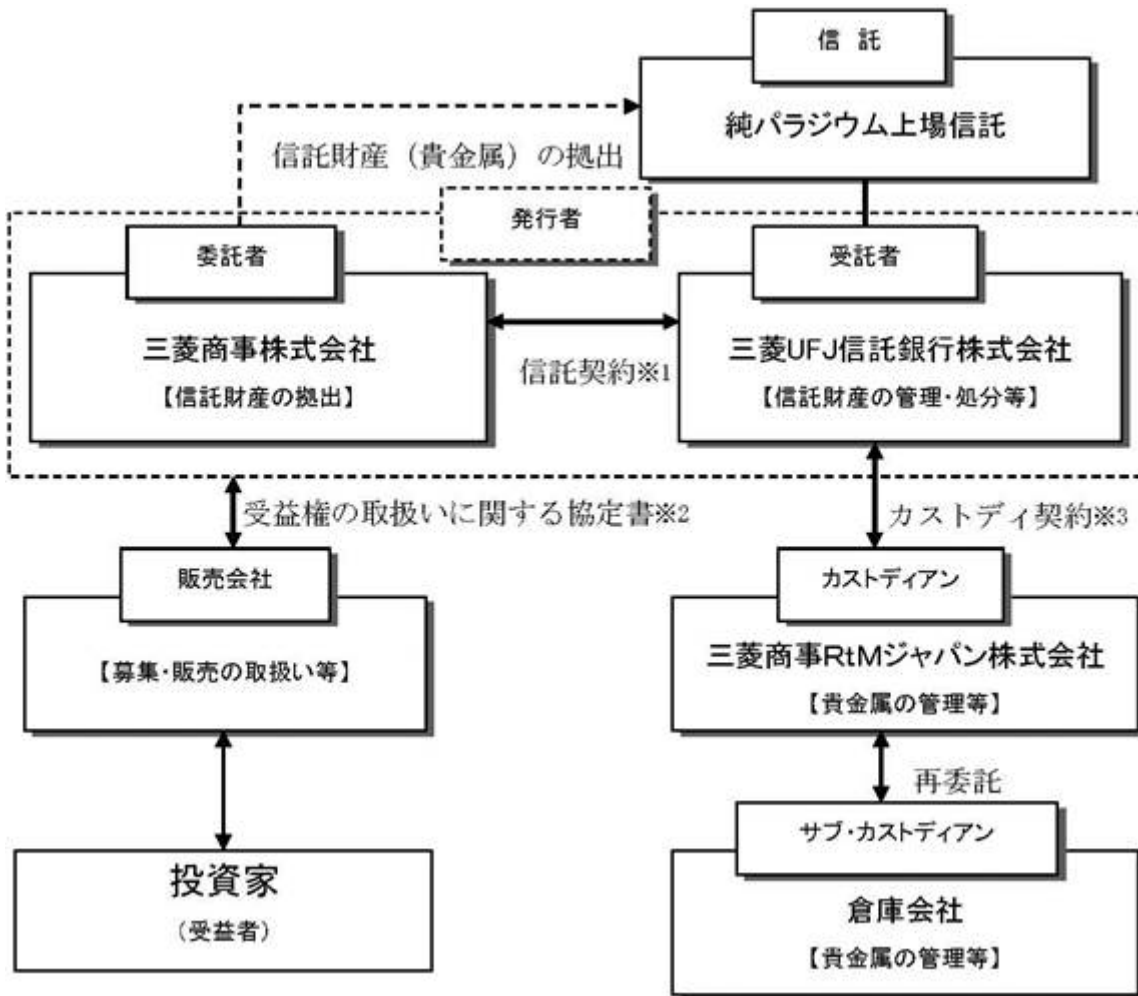 信 託
純パラジウム上場信託
信託財産（貴金属）の拠出
発行者
委託者
三菱商事株式会社
【信託財産の拠出】
信託契約※1
受託者
三菱UFJ信託銀行株式会社
【信託財産の管理・処分等】
受益権の取扱いに関する協定書※2
カストディ契約※3
販売会社
【募集・販売の取扱い等】
カストディアン
三菱商事RtMジャパン株式会社
【貴金属の管理等】
再委託
投資家
（受益者）
サブ・カストディアン
倉庫会社
【貴金属の管理等】